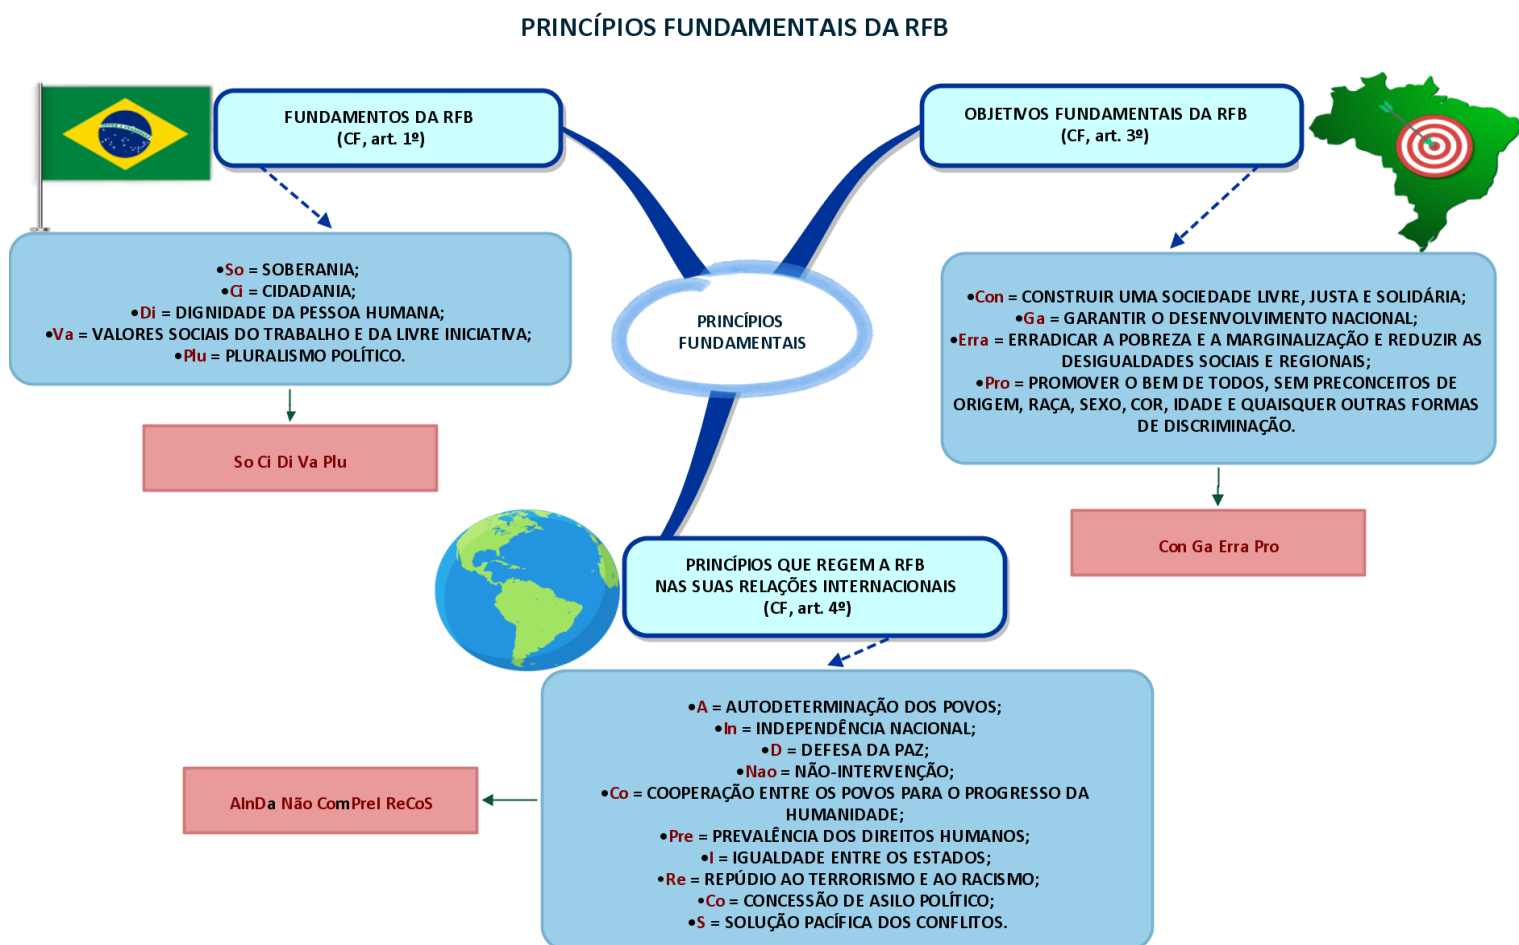 PRINCÍPIOS FUNDAMENTAIS DA RFB
FUNDAMENTOS DA RFB
(CF, art. 1º)
OBJETIVOS FUNDAMENTAIS DA RFB
(CF, art. 3º)
•So = SOBERANIA;
•Ci = CIDADANIA;
•Di = DIGNIDADE DA PESSOA HUMANA;
•Va = VALORES SOCIAIS DO TRABALHO E DA LIVRE INICIATIVA;
•Plu = PLURALISMO POLÍTICO.
So Ci Di Va Plu
PRINCÍPIOS
FUNDAMENTAIS
•Con = CONSTRUIR UMA SOCIEDADE LIVRE, JUSTA E SOLIDÁRIA;
•Ga = GARANTIR O DESENVOLVIMENTO NACIONAL;
•Erra = ERRADICAR A POBREZA E A MARGINALIZAÇÃO E REDUZIR AS
DESIGUALDADES SOCIAIS E REGIONAIS;
•Pro = PROMOVER O BEM DE TODOS, SEM PRECONCEITOS DE
ORIGEM, RAÇA, SEXO, COR, IDADE E QUAISQUER OUTRAS FORMAS
DE DISCRIMINAÇÃO.
Con Ga Erra Pro
PRINCÍPIOS QUE REGEM A RFB
NAS SUAS RELAÇÕES INTERNACIONAIS
(CF, art. 4º)
•A = AUTODETERMINAÇÃO DOS POVOS;
•In = INDEPENDÊNCIA NACIONAL;
•D = DEFESA DA PAZ;
•Nao = NÃO-INTERVENÇÃO;
•Co = COOPERAÇÃO ENTRE OS POVOS PARA O PROGRESSO DA
HUMANIDADE;
•Pre = PREVALÊNCIA DOS DIREITOS HUMANOS;
•I = IGUALDADE ENTRE OS ESTADOS;
•Re = REPÚDIO AO TERRORISMO E AO RACISMO;
•Co = CONCESSÃO DE ASILO POLÍTICO;
•S = SOLUÇÃO PACÍFICA DOS CONFLITOS.
AInDa Não ComPreI ReCoS